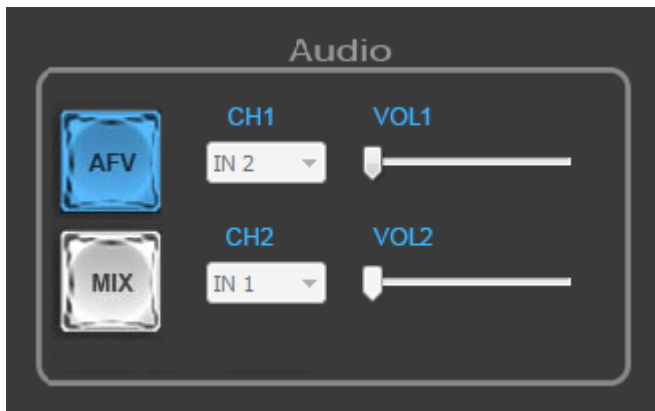 Audio
CH1 VOL1
AFV IN 2
CH2 VOL2
MIX IN 1